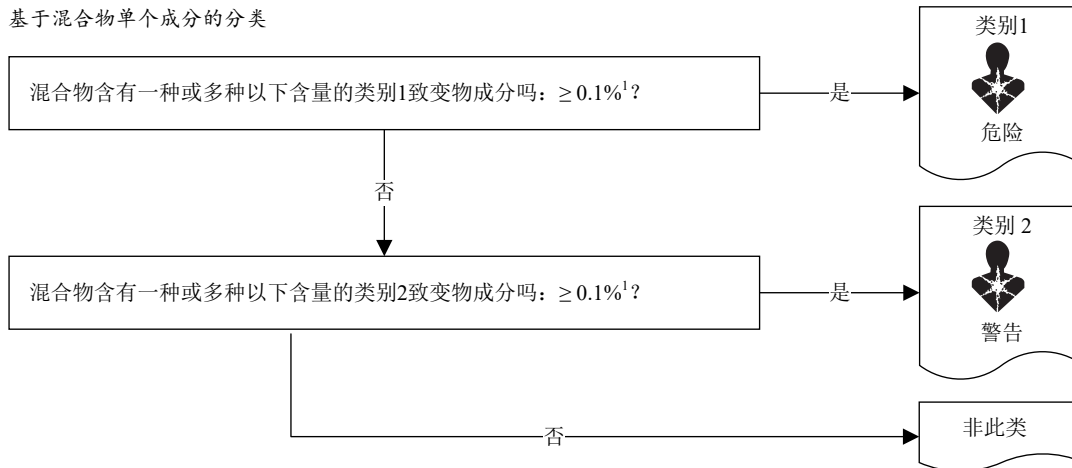 基于混合物单个成分的分类
混合物含有一种或多种以下含量的类别1致变物成分吗：≥ 0.1%¹？
是
类别1
危险
否
混合物含有一种或多种以下含量的类别2致变物成分吗：≥ 0.1%¹？
是
类别 2
警告
否
非此类